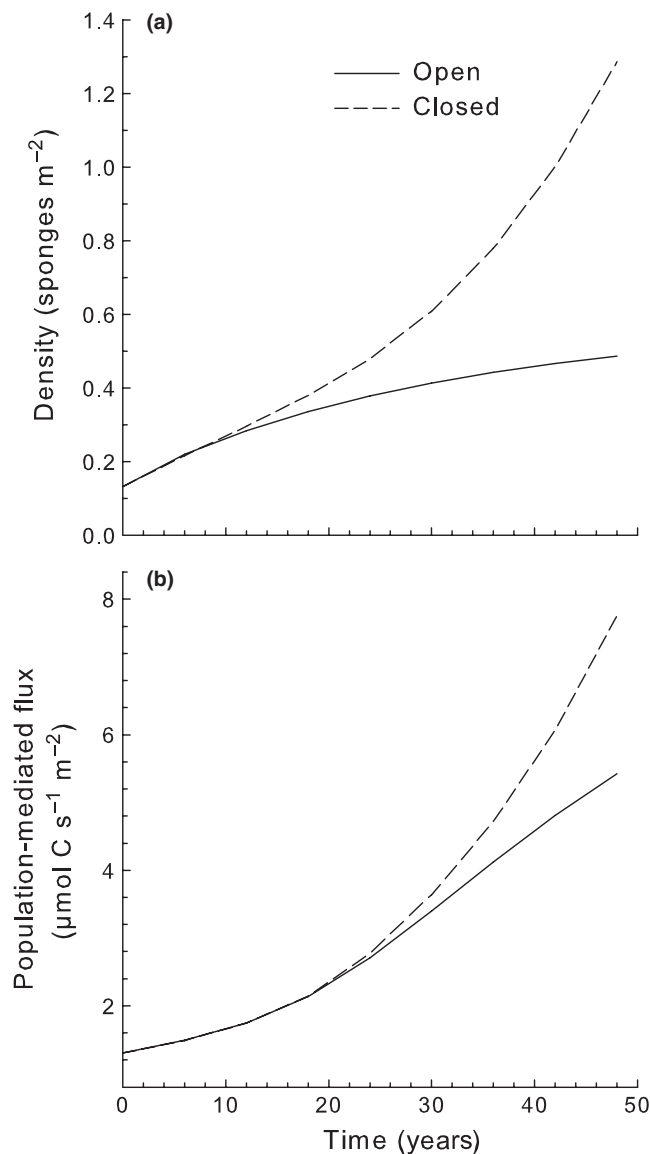 (a)
Open
Closed
1.4
1.2
1.0
0.8
0.6
0.4
0.2
0.0
Density (sponges m⁻²)
(b)
8
6
4
2
Population-mediated flux
(µmol C s⁻¹ m⁻²)
0 10 20 30 40 50
Time (years)